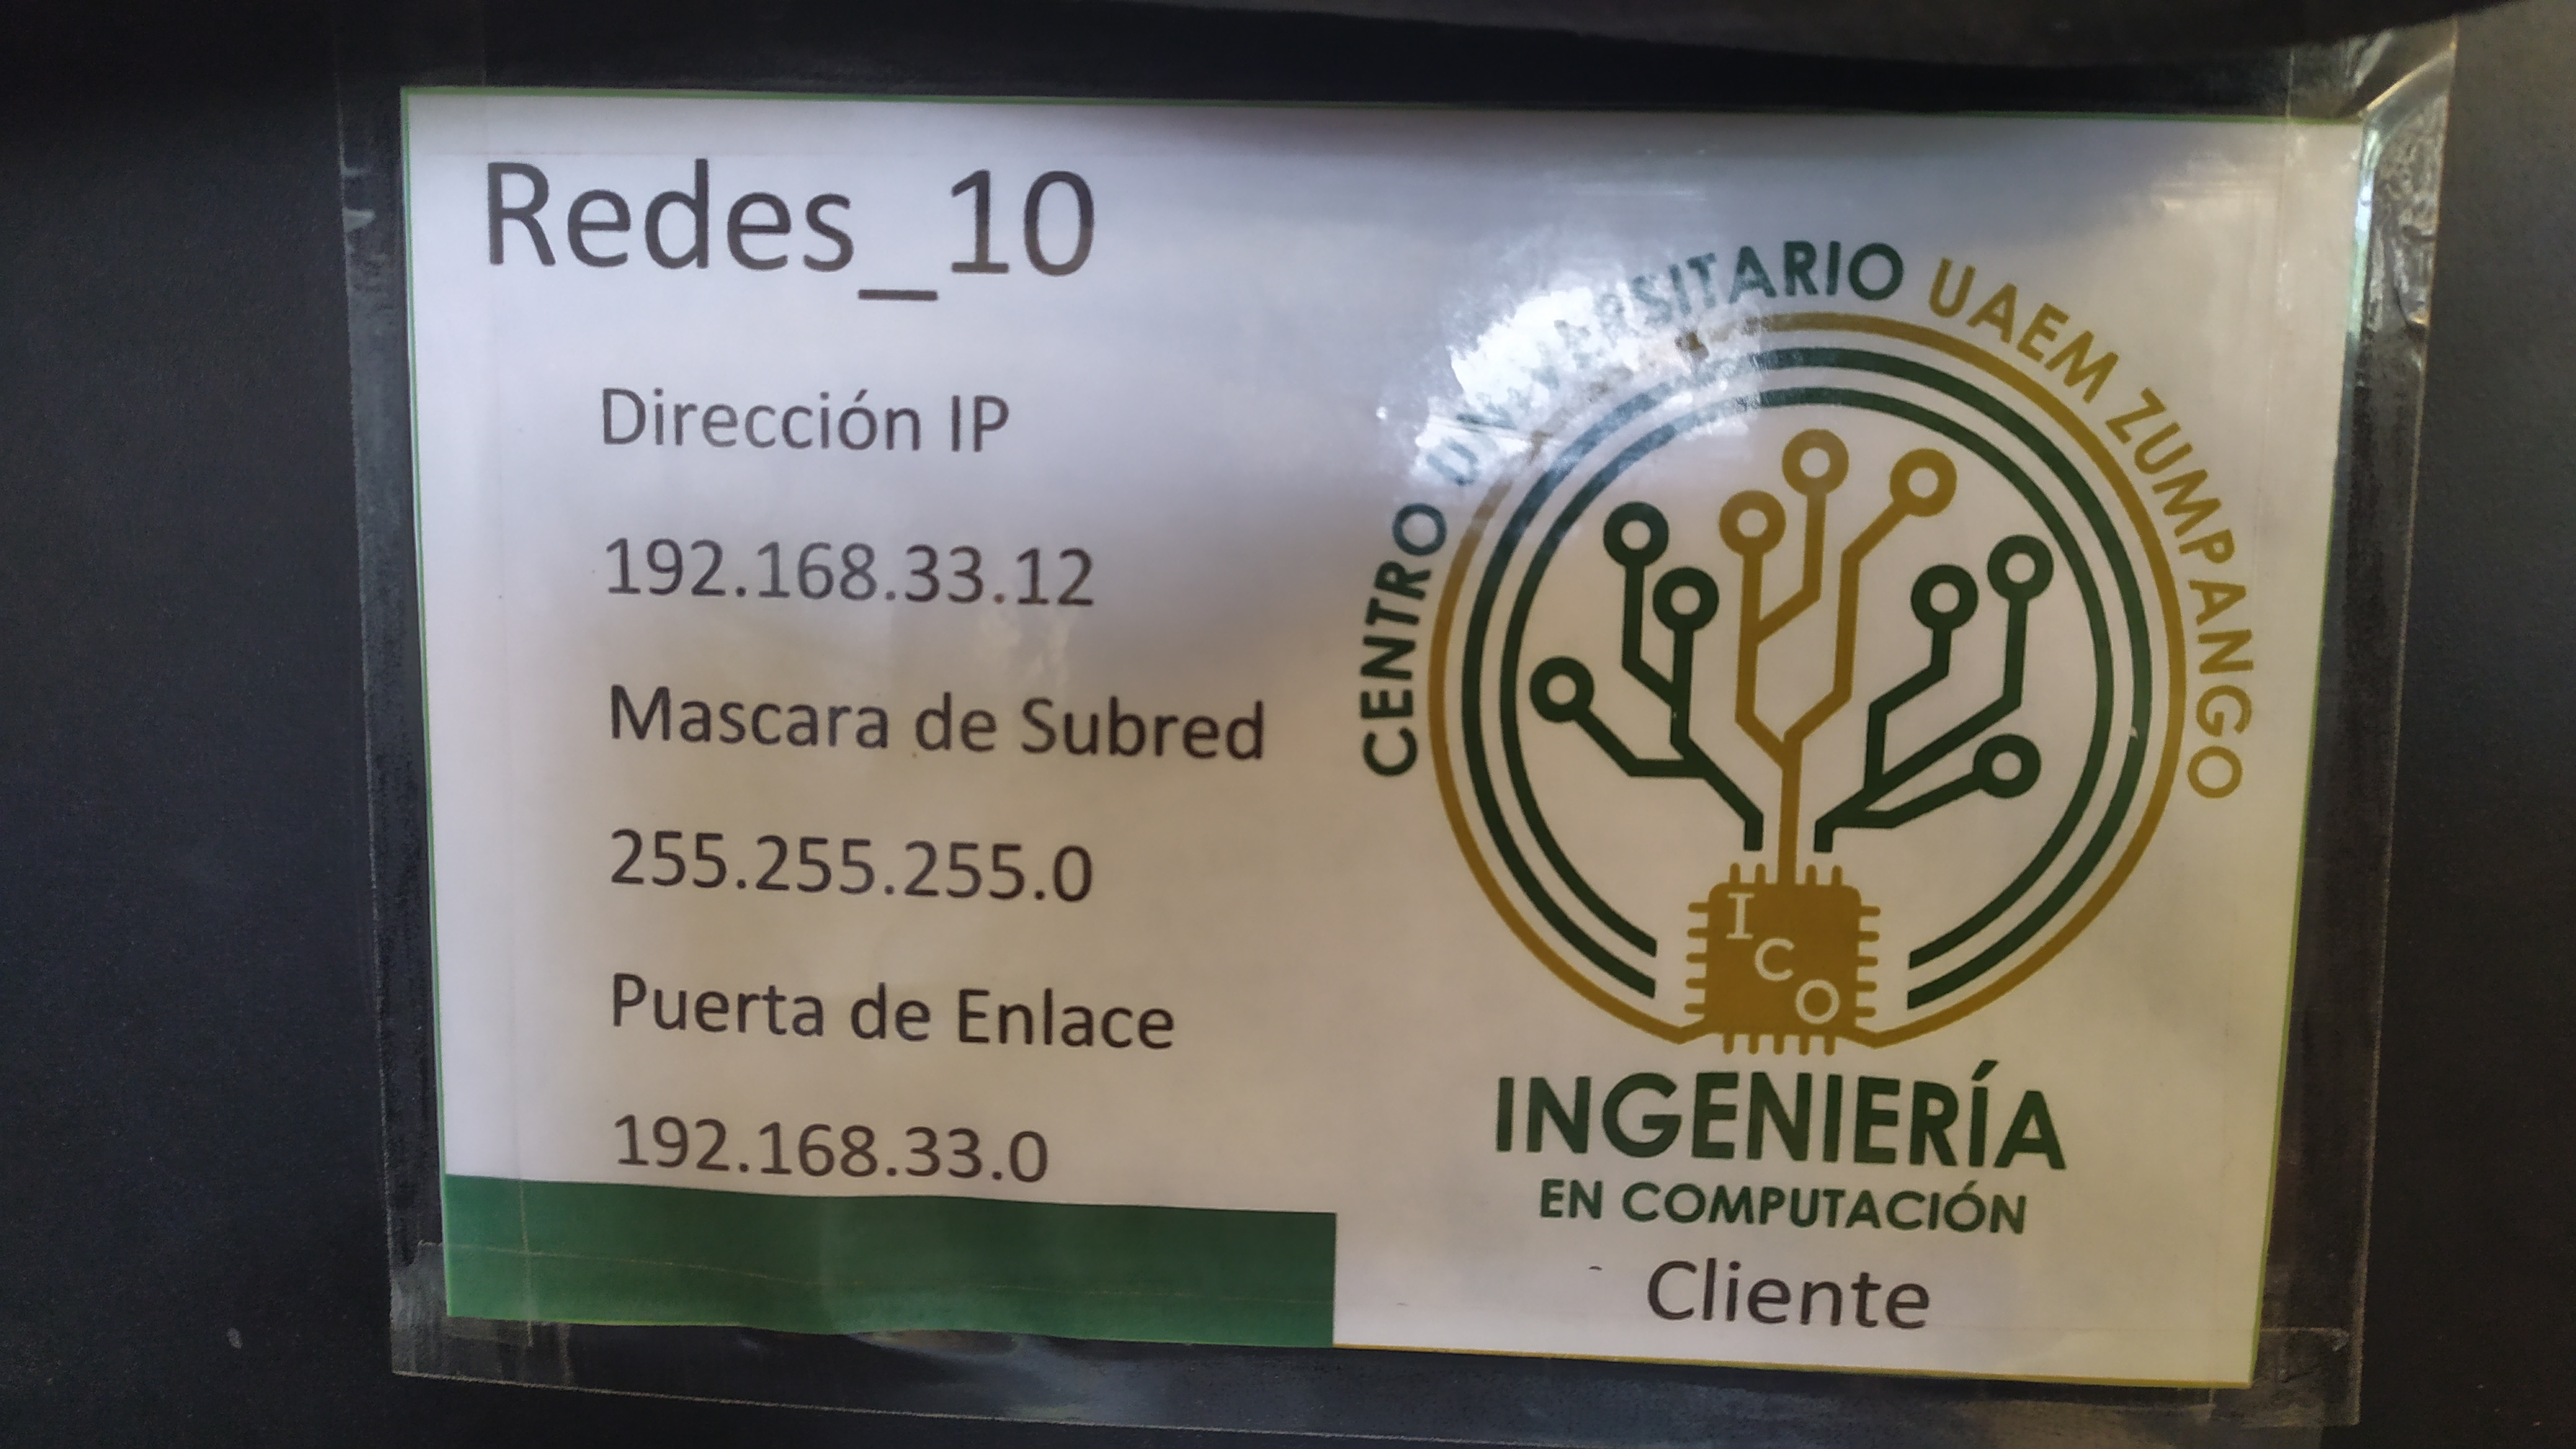 Redes_10
Dirección IP
192.168.33.12
Mascara de Subred
255.255.255.0
Puerta de Enlace
192.168.33.0
CENTRO UNIVERSITARIO UAEM ZUMPANGO
I
C
O
INGENIERÍA
EN COMPUTACIÓN
Cliente